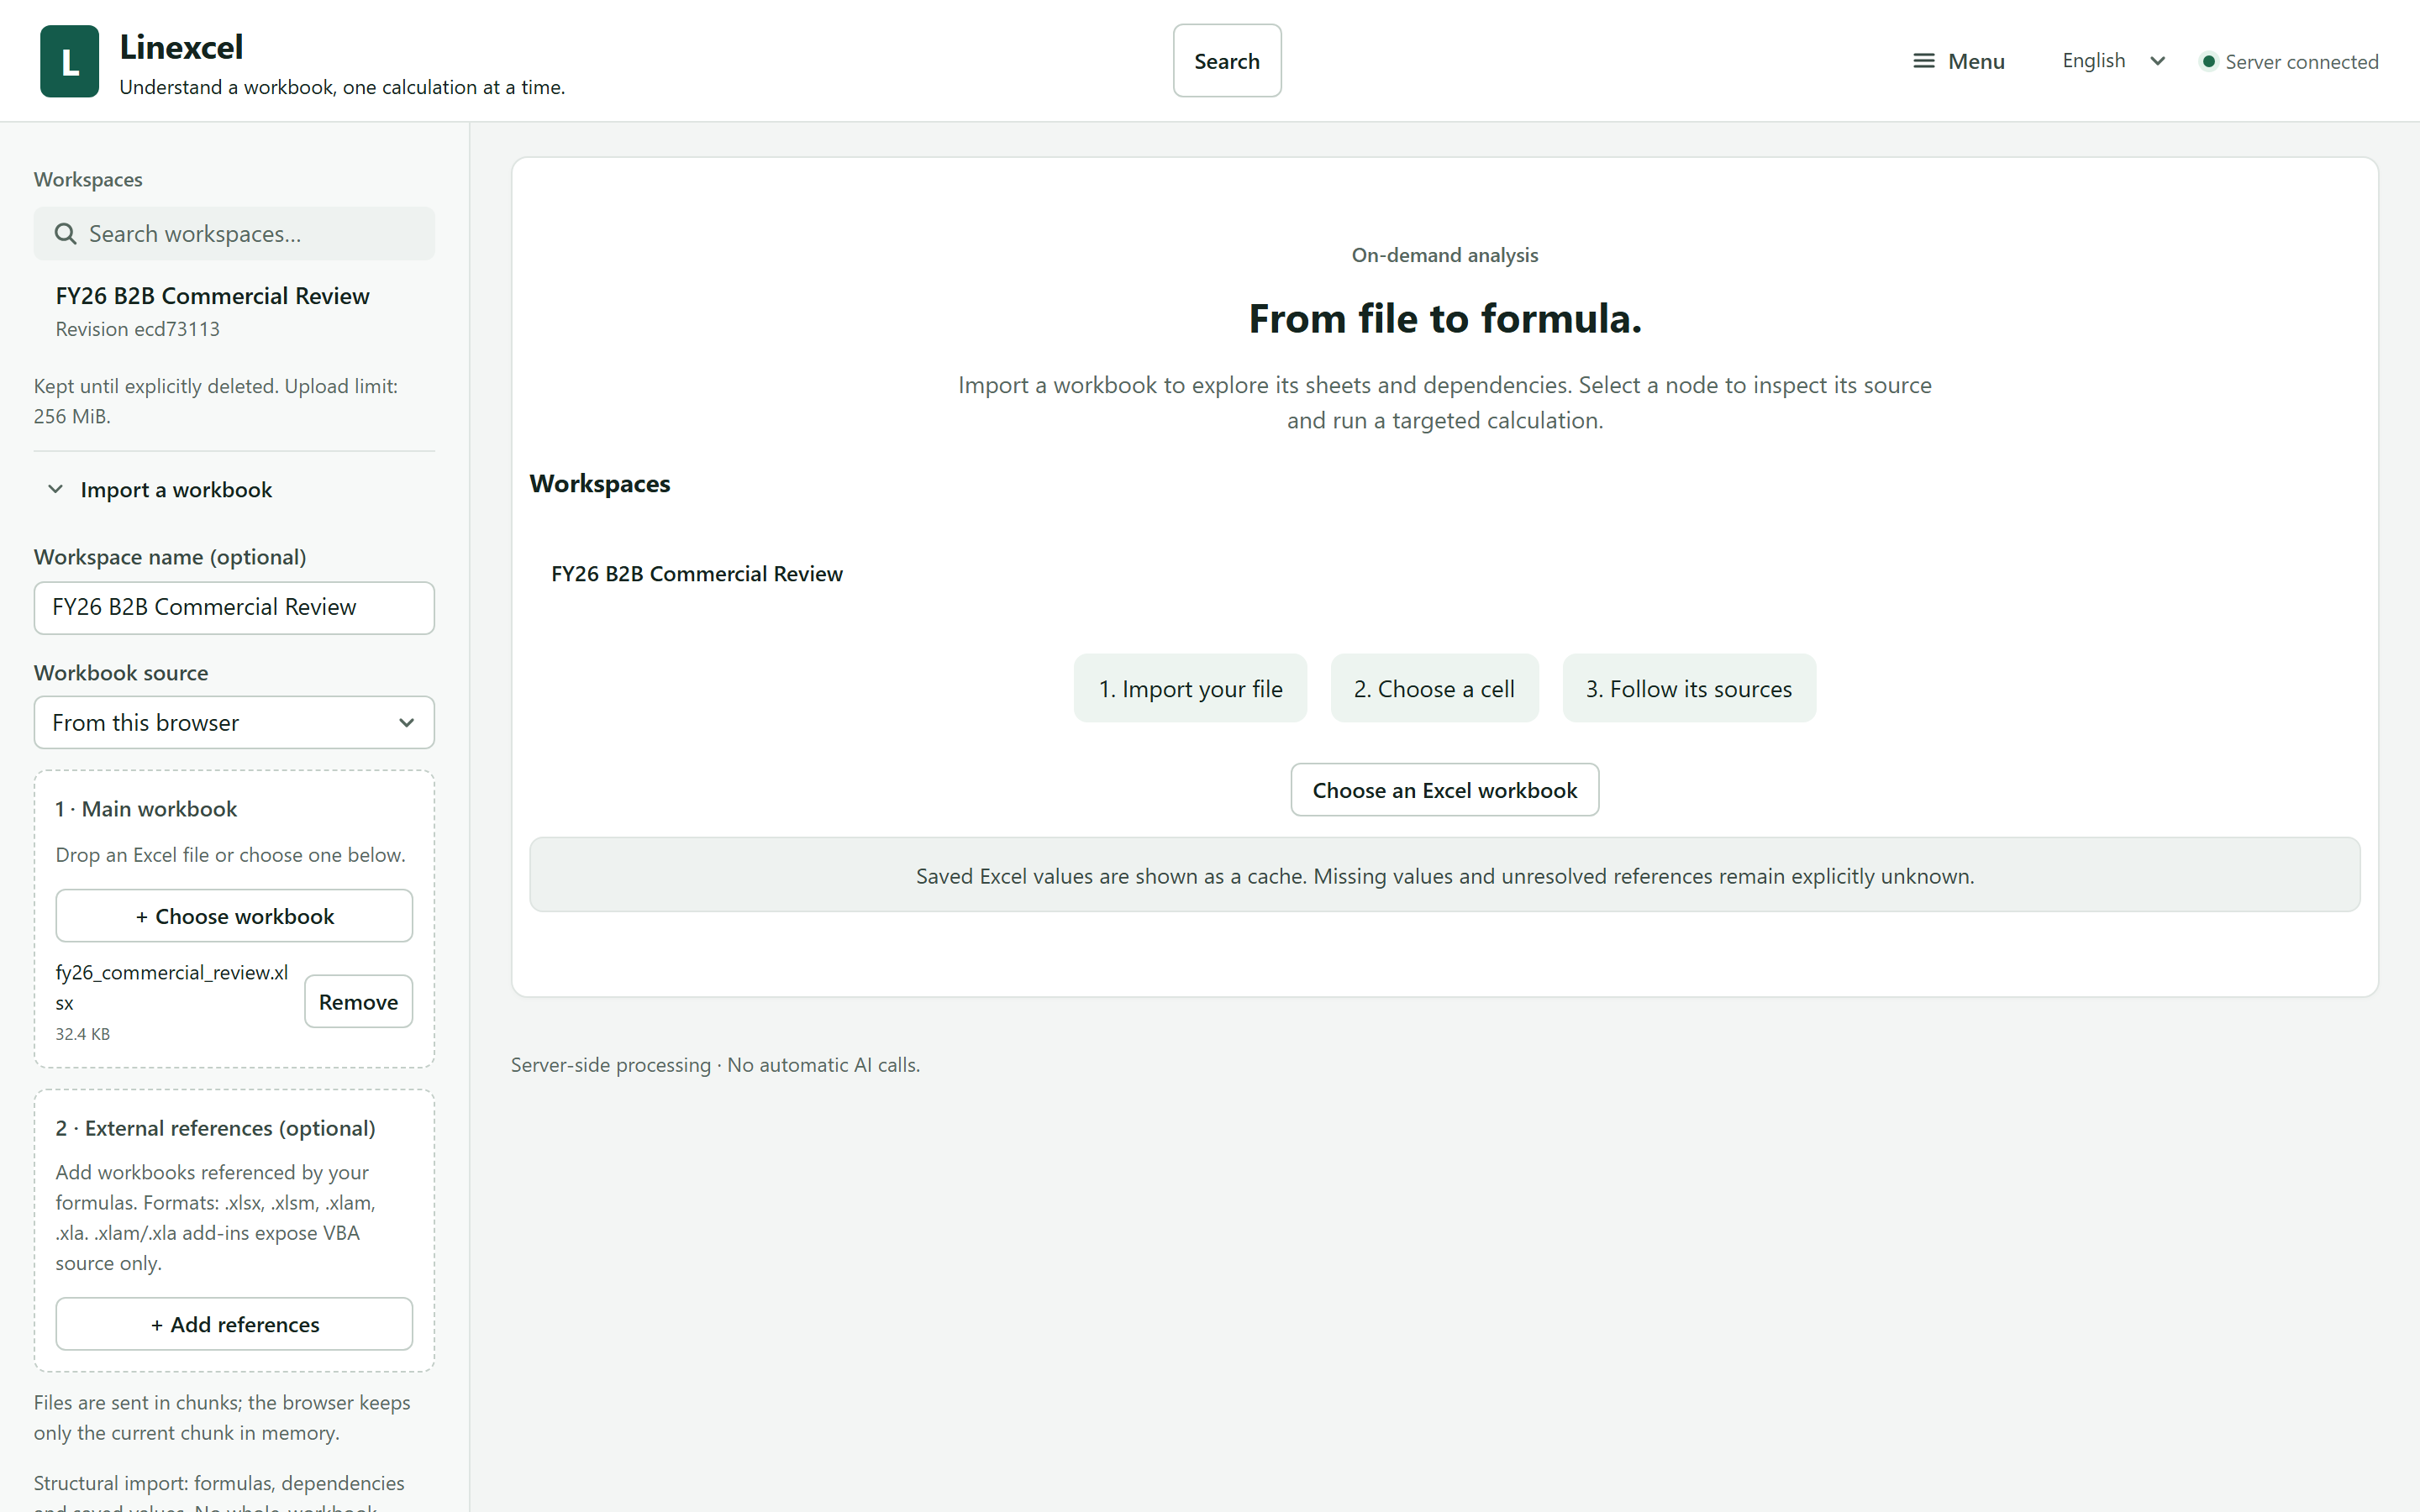 L
Linexcel
Understand a workbook, one calculation at a time.
Search
Menu
English
Server connected
Workspaces
Search workspaces...
FY26 B2B Commercial Review
Revision ecd73113
Kept until explicitly deleted. Upload limit:
256 MiB.
Import a workbook
Workspace name (optional)
FY26 B2B Commercial Review
Workbook source
From this browser
1 · Main workbook
Drop an Excel file or choose one below.
+ Choose workbook
fy26_commercial_review.xl
sx
32.4 KB
Remove
2 · External references (optional)
Add workbooks referenced by your
formulas. Formats: .xlsx, .xlsm, .xlam,
.xla. .xlam/.xla add-ins expose VBA
source only.
+ Add references
Files are sent in chunks; the browser keeps
only the current chunk in memory.
Structural import: formulas, dependencies
and saved values. No whole-workbook
On-demand analysis
From file to formula.
Import a workbook to explore its sheets and dependencies. Select a node to inspect its source
and run a targeted calculation.
Workspaces
FY26 B2B Commercial Review
1. Import your file
2. Choose a cell
3. Follow its sources
Choose an Excel workbook
Saved Excel values are shown as a cache. Missing values and unresolved references remain explicitly unknown.
Server-side processing · No automatic AI calls.